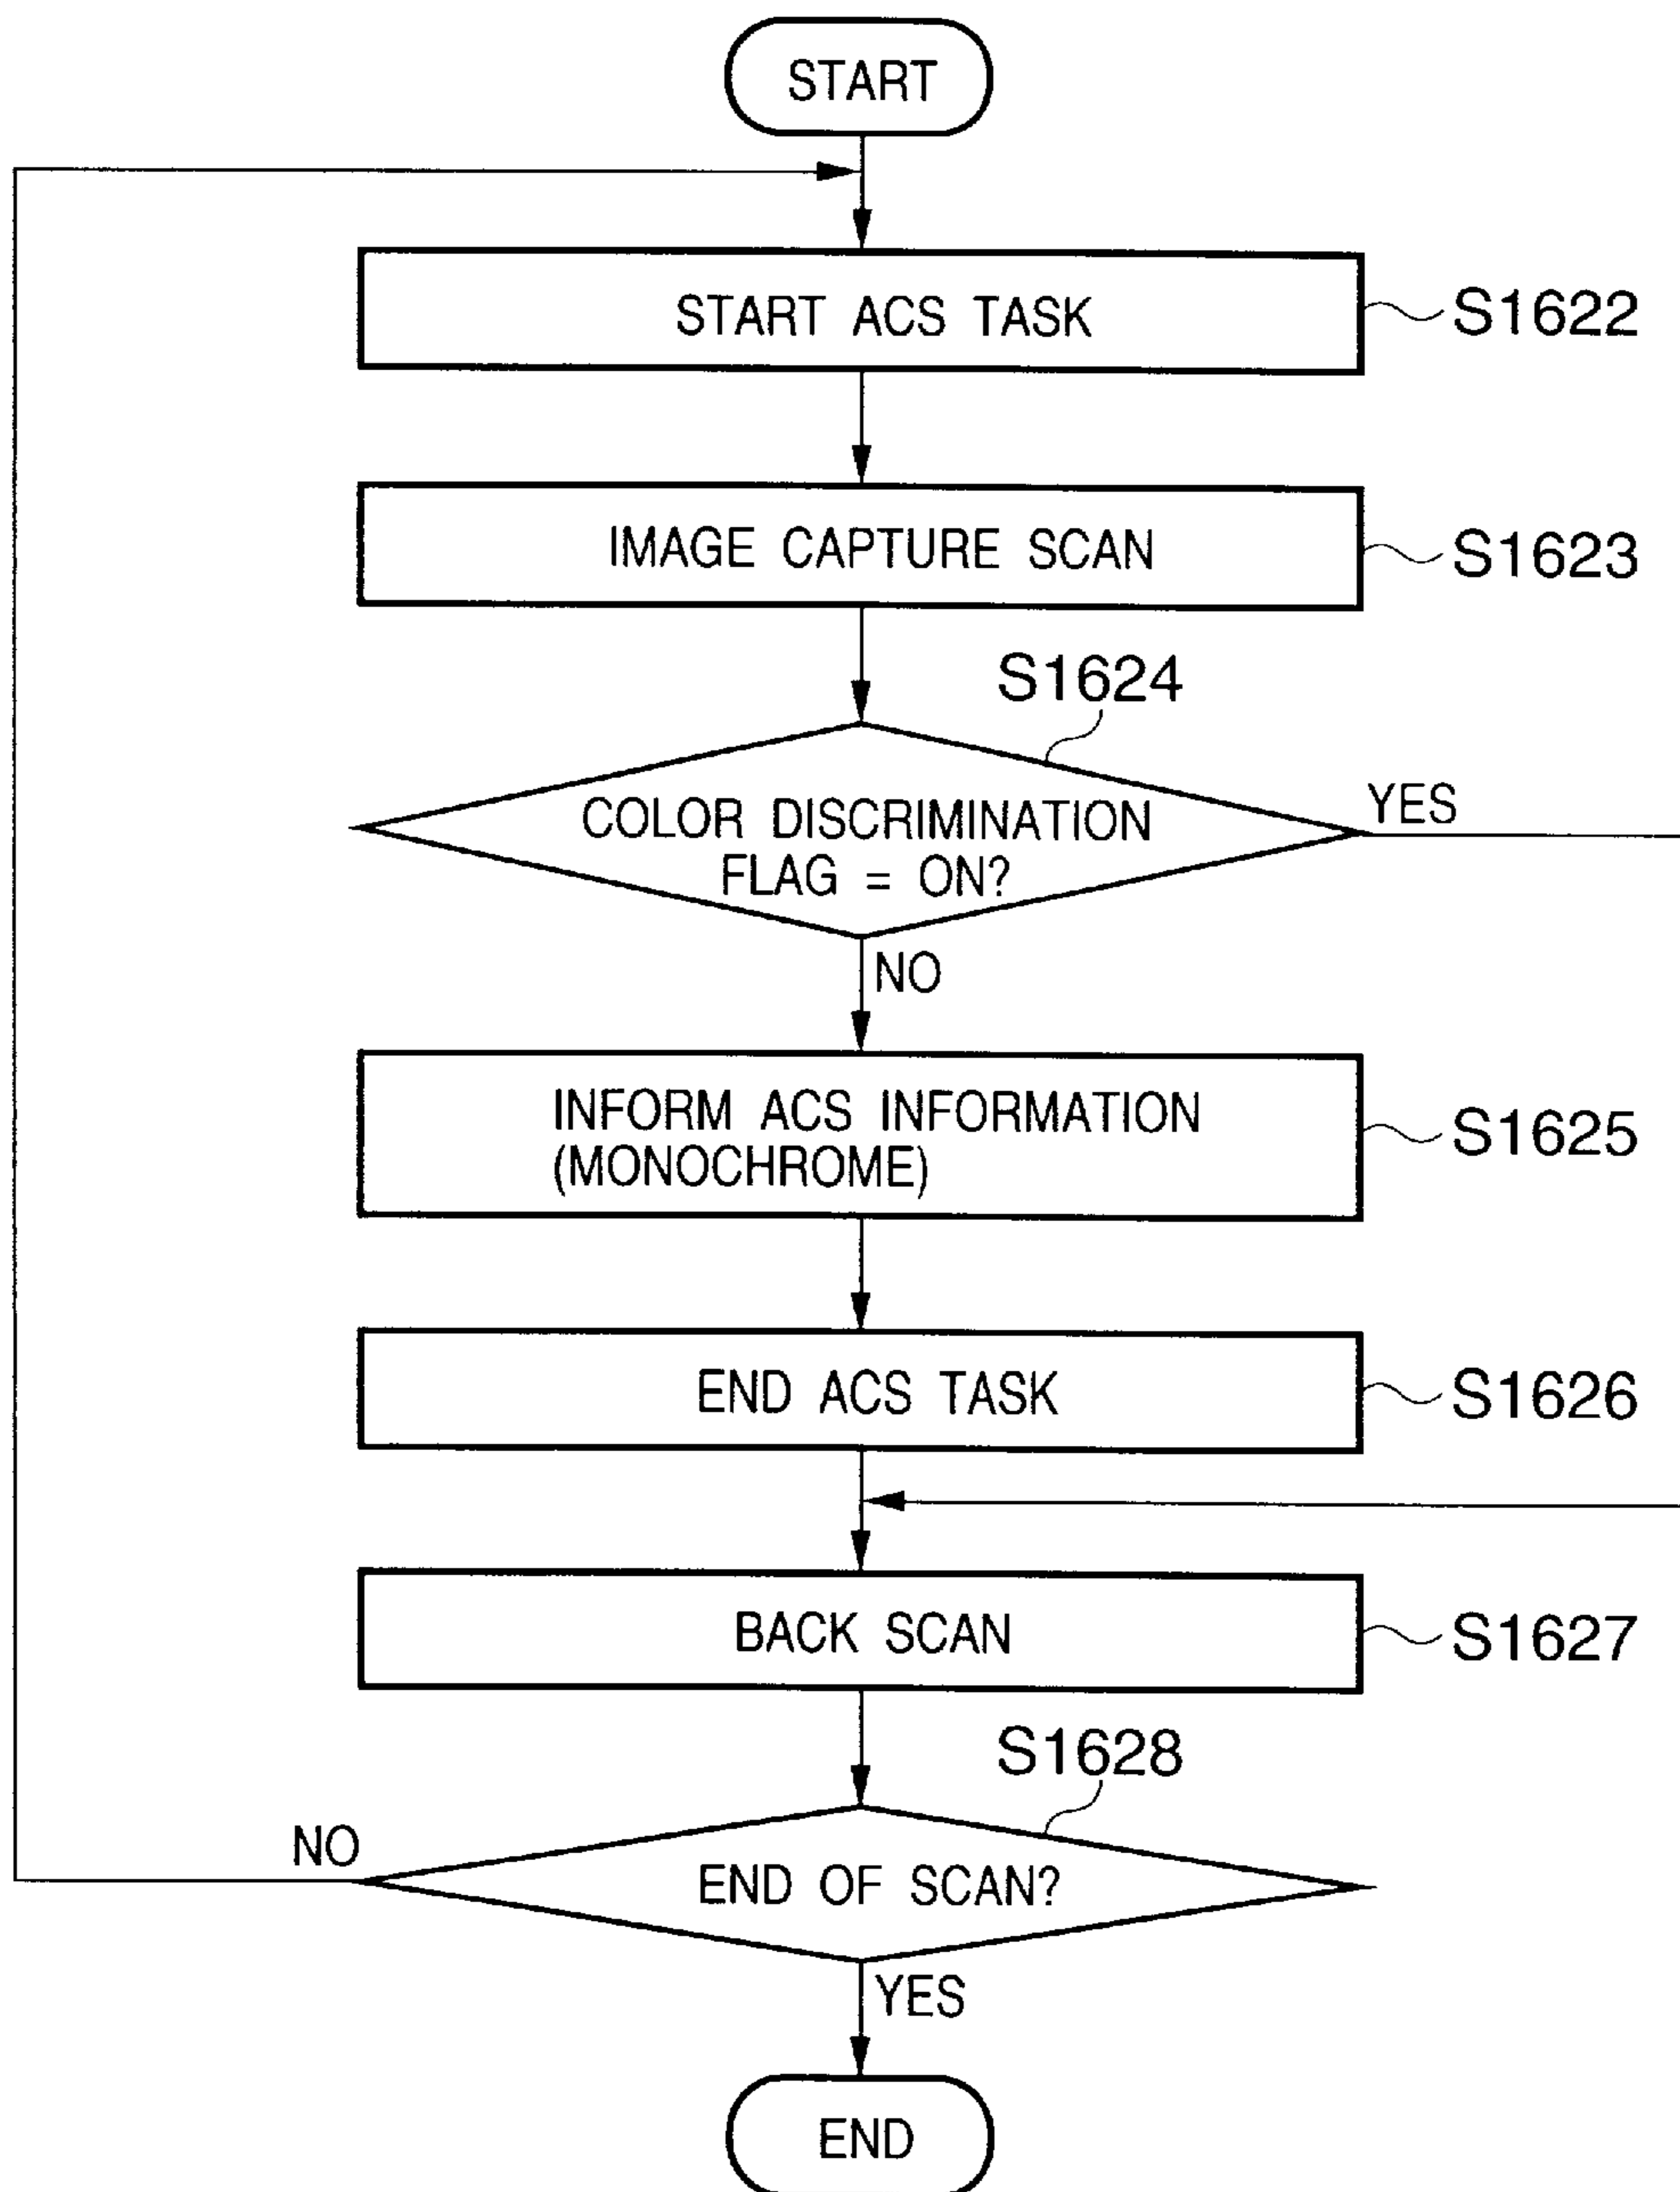 START
START ACS TASK
S1622
IMAGE CAPTURE SCAN
S1623
S1624
COLOR DISCRIMINATION
FLAG = ON?
YES
NO
INFORM ACS INFORMATION
(MONOCHROME)
S1625
END ACS TASK
S1626
BACK SCAN
S1627
S1628
NO
END OF SCAN?
YES
END